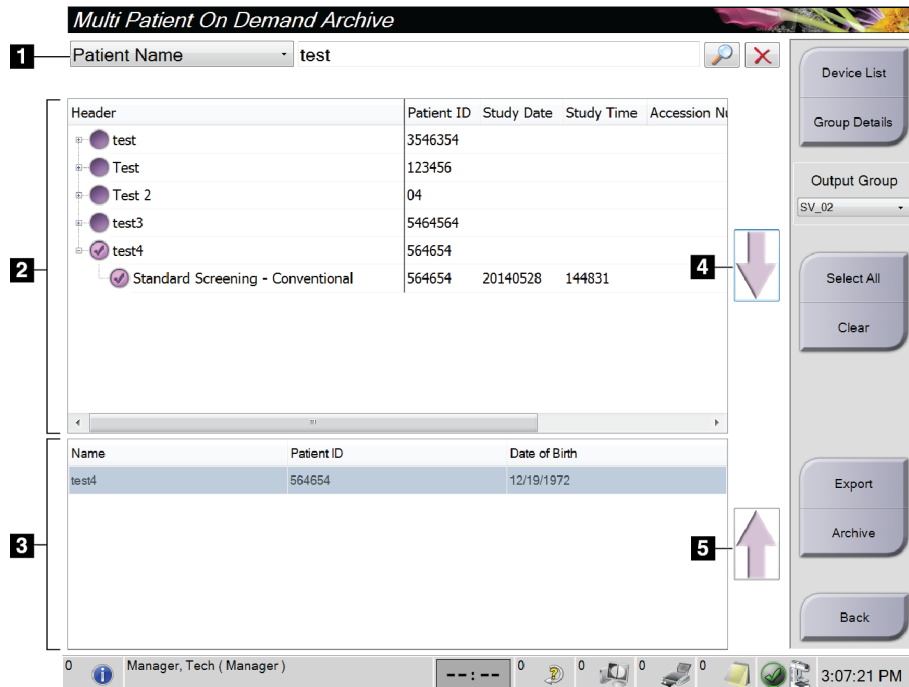 Multi Patient On Demand Archive
1 Patient Name test
Device List
Group Details
Output Group
SV_02
Select All
Clear
Export
Archive
Back
2
Header Patient ID Study Date Study Time Accession Nu
test 3546354
Test 123456
Test 2 04
test3 5464564
test4 564654
Standard Screening - Conventional 564654 20140528 144831
4
3
Name Patient ID Date of Birth
test4 564654 12/19/1972
5
0 Manager, Tech ( Manager ) --:-- 0 0 0 0 3:07:21 PM